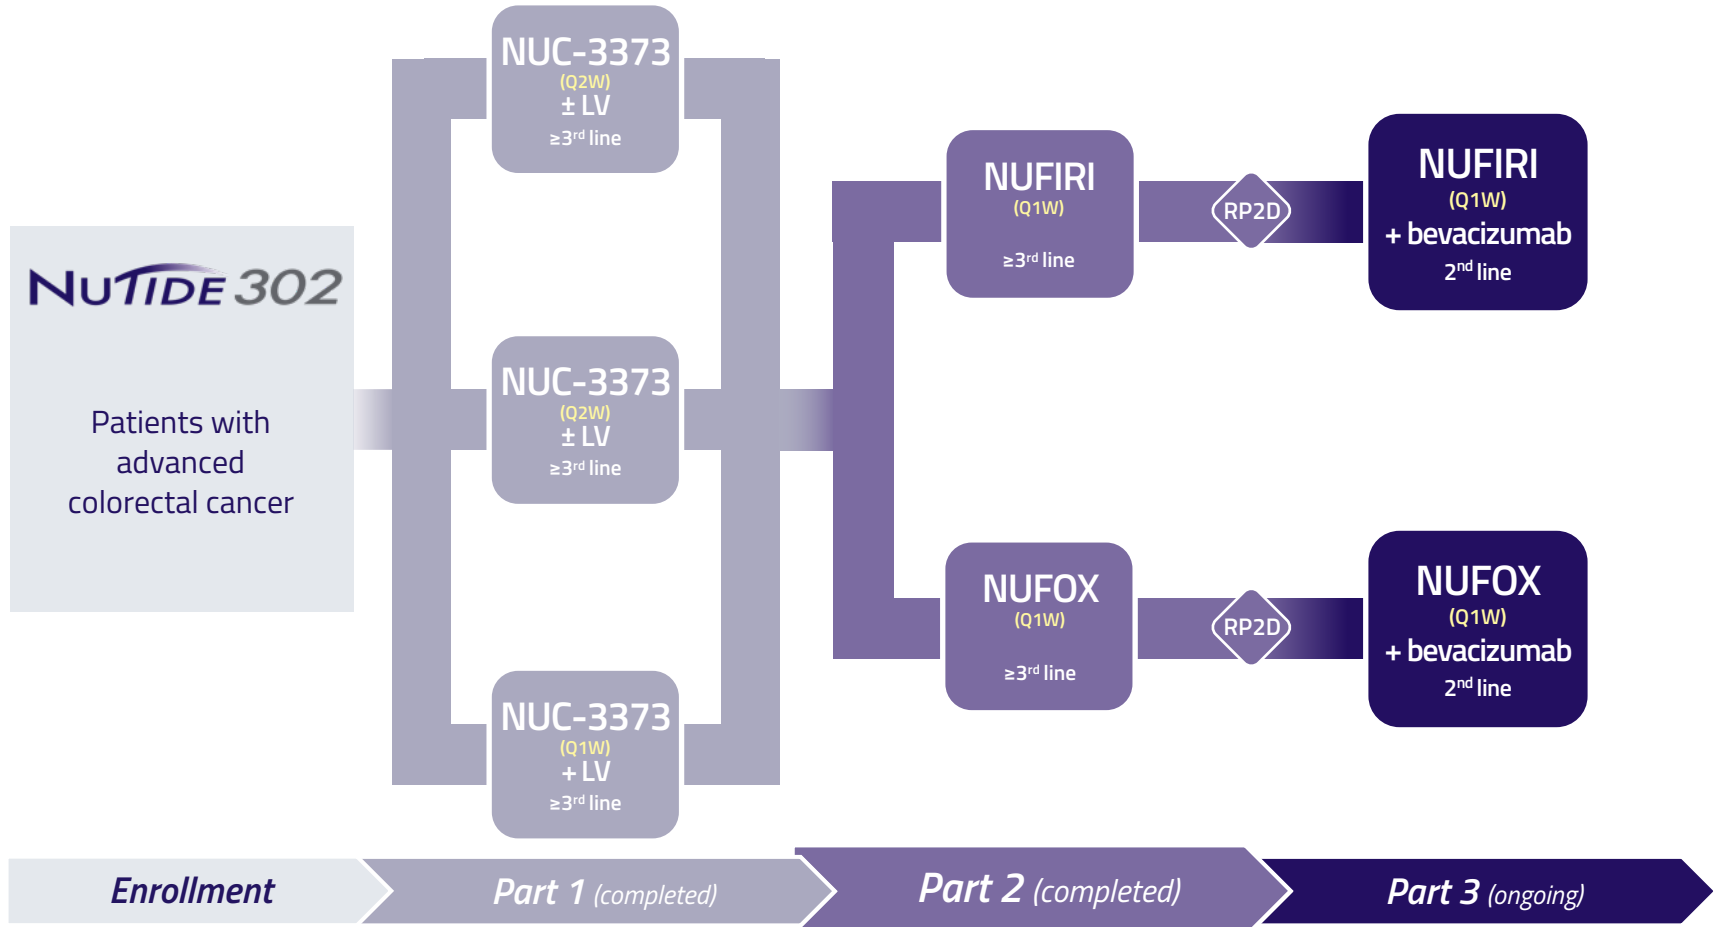 NUTIDE 302
Patients with
advanced
colorectal cancer
NUC-3373
(Q2W)
± LV
≥3rd line
NUC-3373
(Q2W)
± LV
≥3rd line
NUC-3373
(Q1W)
+ LV
≥3rd line
NUFIRI
(Q1W)
≥3rd line
RP2D
NUFIRI
(Q1W)
+ bevacizumab
2nd line
NUFOX
(Q1W)
≥3rd line
RP2D
NUFOX
(Q1W)
+ bevacizumab
2nd line
Enrollment
Part 1 (completed)
Part 2 (completed)
Part 3 (ongoing)